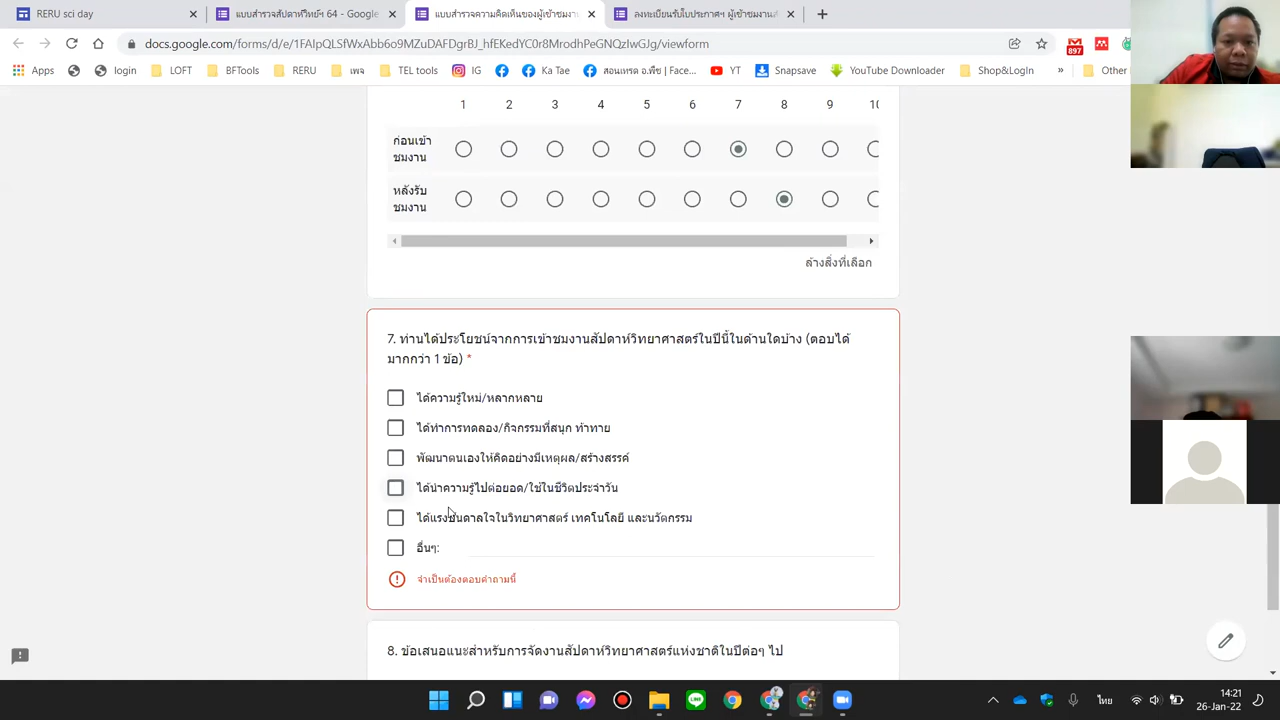 RERU sci day
แบบสำรวจสัปดาห์วิทย์ฯ 64 - Google
แบบสำรวจความคิดเห็นของผู้เข้าชมงาน
ลงทะเบียนรับใบประกาศฯ ผู้เข้าชมงาน
docs.google.com/forms/d/e/
/viewform
897
Apps
login
LOFT
BFTools
RERU
เพจ
TEL tools
IG
Ka Tae
สอนเทรด อ.พีช | Face...
YT
Snapsave
YouTube Downloader
Shop&LogIn
»
Other
1 2 3 4 5 6 7 8 9 10
ก่อนเข้า
ชมงาน
หลังรับ
ชมงาน
ล้างสิ่งที่เลือก
7. ท่านได้ประโยชน์จากการเข้าชมงานสัปดาห์วิทยาศาสตร์ในปีนี้ในด้านใดบ้าง (ตอบได้
มากกว่า 1 ข้อ) *
ได้ความรู้ใหม่/หลากหลาย
ได้ทำการทดลอง/กิจกรรมที่สนุก ท้าทาย
พัฒนาตนเองให้คิดอย่างมีเหตุผล/สร้างสรรค์
ได้นำความรู้ไปต่อยอด/ใช้ในชีวิตประจำวัน
ได้แรงบันดาลใจในวิทยาศาสตร์ เทคโนโลยี และนวัตกรรม
อื่นๆ:
จำเป็นต้องตอบคำถามนี้
8. ข้อเสนอแนะสำหรับการจัดงานสัปดาห์วิทยาศาสตร์แห่งชาติในปีต่อๆ ไป
ไทย
14:21
26-Jan-22